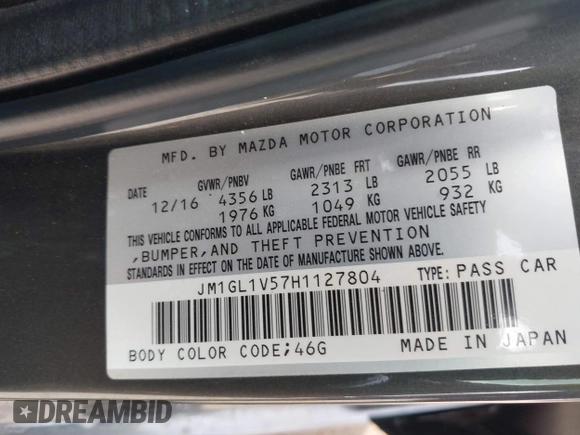 MFD. BY MAZDA MOTOR CORPORATION
DATE GVWR/PNBV GAWR/PNBE FRT GAWR/PNBE RR
12/16 4356 LB 2313 LB 2055 LB
1976 KG 1049 KG 932 KG
THIS VEHICLE CONFORMS TO ALL APPLICABLE FEDERAL MOTOR VEHICLE SAFETY
,BUMPER,AND THEFT PREVENTION
STANDARDS IN EFFECT ON THE DATE OF MANUFACTURE SHOWN ABOVE.
JM1GL1V57H1127804 TYPE: PASS CAR
BODY COLOR CODE;46G MADE IN JAPAN
DREAMBID